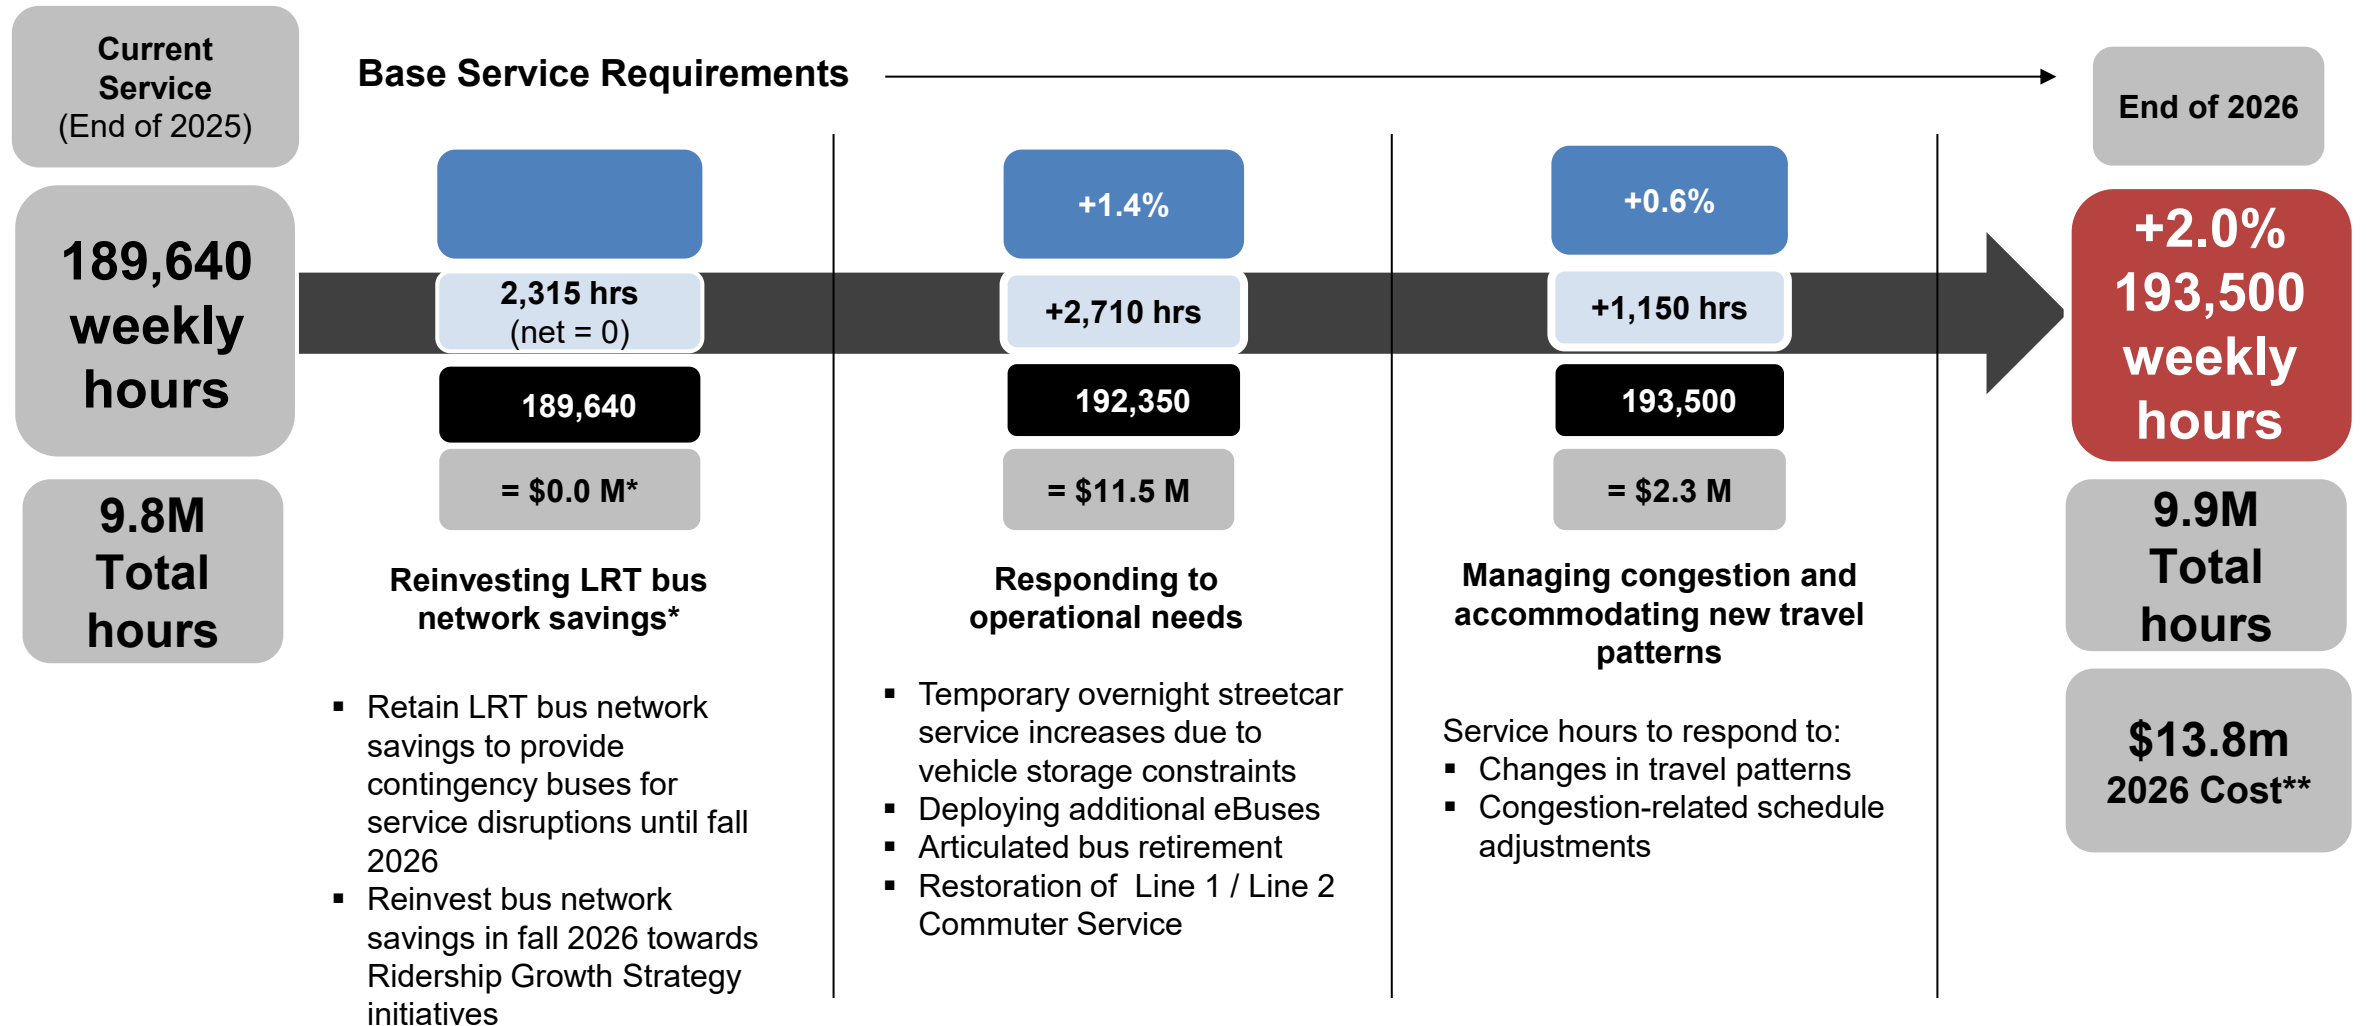 Current
Service
(End of 2025)
189,640
weekly
hours
9.8M
Total
hours
Base Service Requirements
2,315 hrs
(net = 0)
189,640
= $0.0 M*
Reinvesting LRT bus
network savings*
▪ Retain LRT bus network
savings to provide
contingency buses for
service disruptions until fall
2026
▪ Reinvest bus network
savings in fall 2026 towards
Ridership Growth Strategy
initiatives
+1.4%
+2,710 hrs
192,350
= $11.5 M
Responding to
operational needs
▪ Temporary overnight streetcar
service increases due to
vehicle storage constraints
▪ Deploying additional eBuses
▪ Articulated bus retirement
▪ Restoration of Line 1 / Line 2
Commuter Service
+0.6%
+1,150 hrs
193,500
= $2.3 M
Managing congestion and
accommodating new travel
patterns
Service hours to respond to:
▪ Changes in travel patterns
▪ Congestion-related schedule
adjustments
End of 2026
+2.0%
193,500
weekly
hours
9.9M
Total
hours
$13.8m
2026 Cost**